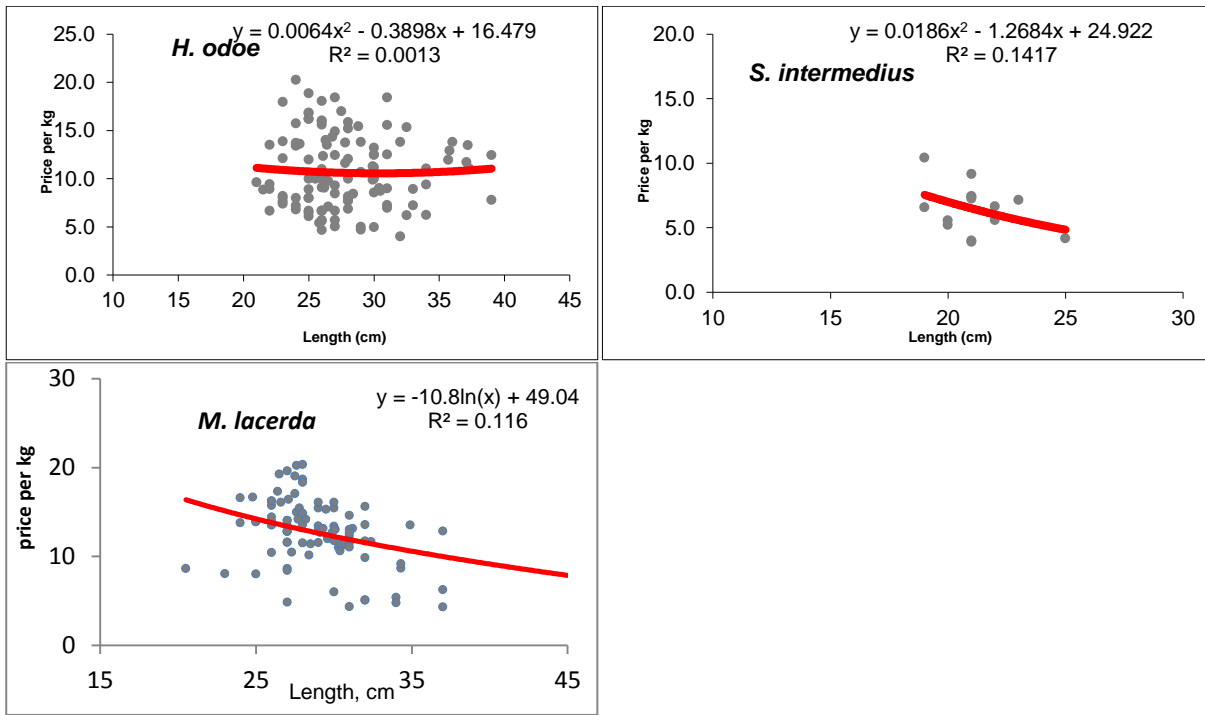 y = 0.0064x² - 0.3898x + 16.479
R² = 0.0013
H. odoe
25.0
20.0
15.0
10.0
5.0
0.0
Price per kg
10 15 20 25 30 35 40 45
Length (cm)
y = 0.0186x² - 1.2684x + 24.922
R² = 0.1417
S. intermedius
20.0
15.0
10.0
5.0
0.0
Price per kg
10 15 20 25 30
Length (cm)
y = -10.8ln(x) + 49.04
R² = 0.116
M. lacerda
30
20
10
0
price per kg
15 25 35 45
Length, cm